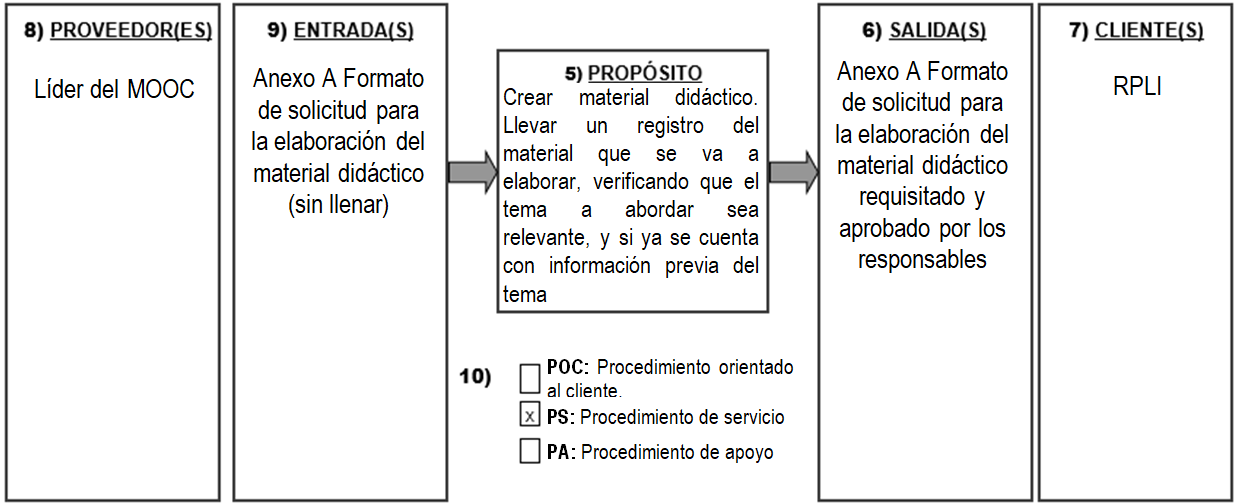 8) PROVEEDOR(ES)
Líder del MOOC
9) ENTRADA(S)
Anexo A Formato
de solicitud para
la elaboración del
material didáctico
(sin llenar)
5) PROPÓSITO
Crear material didáctico.
Llevar un registro del
material que se va a
elaborar, verificando que el
tema a abordar sea
relevante, y si ya se cuenta
con información previa del
tema
6) SALIDA(S)
Anexo A Formato
de solicitud para
la elaboración del
material didáctico
requisitado y
aprobado por los
responsables
7) CLIENTE(S)
RPLI
10)
POC: Procedimiento orientado
al cliente.
x PS: Procedimiento de servicio
PA: Procedimiento de apoyo